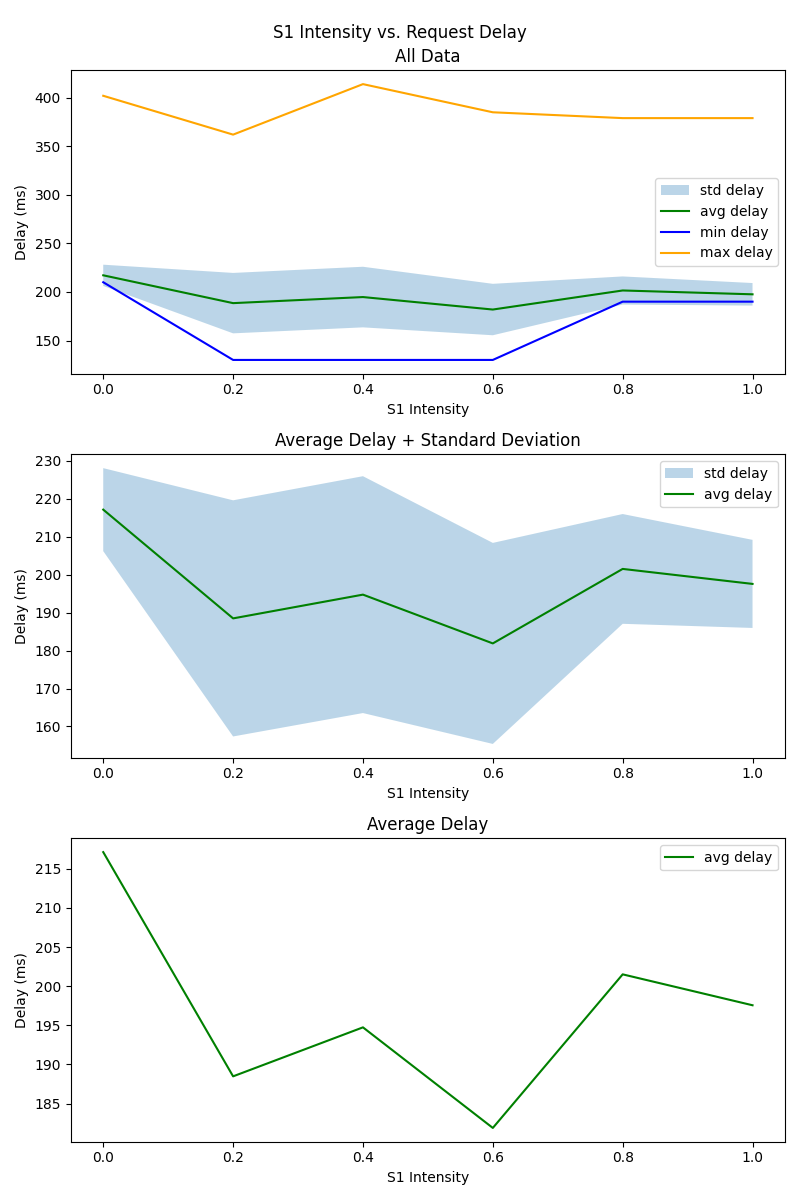 S1 Intensity vs. Request Delay
All Data
Delay (ms)
400
350
300
250
200
150
std delay
avg delay
min delay
max delay
0.0 0.2 0.4 0.6 0.8 1.0
S1 Intensity
Average Delay + Standard Deviation
Delay (ms)
230
220
210
200
190
180
170
160
std delay
avg delay
0.0 0.2 0.4 0.6 0.8 1.0
S1 Intensity
Average Delay
Delay (ms)
215
210
205
200
195
190
185
avg delay
0.0 0.2 0.4 0.6 0.8 1.0
S1 Intensity